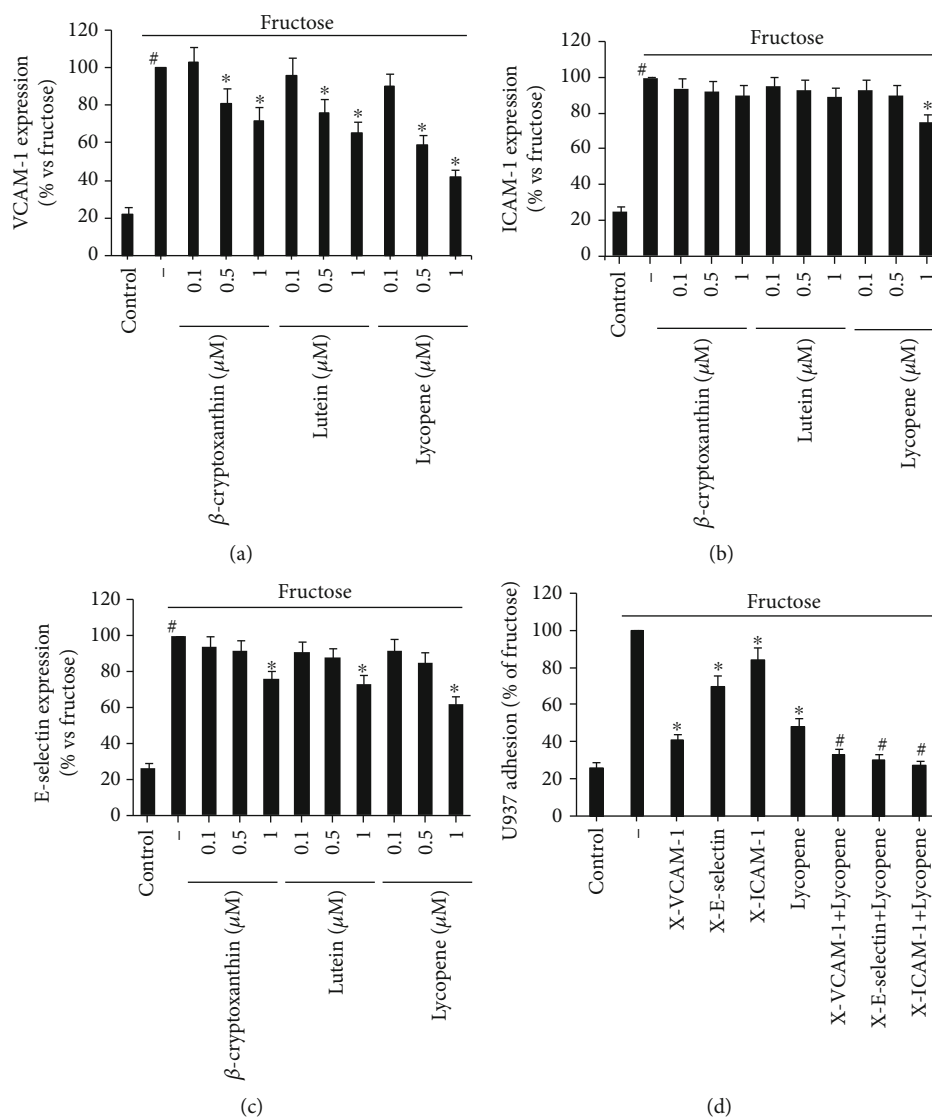 Fructose
VCAM-1 expression
(% vs fructose)
120
100
80
60
40
20
0
#
*
*
*
*
*
*
Control
–
0.1
0.5
1
0.1
0.5
1
0.1
0.5
1
β-cryptoxanthin (μM)
Lutein (μM)
Lycopene (μM)
(a)
Fructose
ICAM-1 expression
(% vs fructose)
120
100
80
60
40
20
0
#
*
Control
–
0.1
0.5
1
0.1
0.5
1
0.1
0.5
1
β-cryptoxanthin (μM)
Lutein (μM)
Lycopene (μM)
(b)
Fructose
E-selectin expression
(% vs fructose)
120
100
80
60
40
20
0
#
*
*
*
Control
–
0.1
0.5
1
0.1
0.5
1
0.1
0.5
1
β-cryptoxanthin (μM)
Lutein (μM)
Lycopene (μM)
(c)
Fructose
U937 adhesion (% of fructose)
120
100
80
60
40
20
0
*
*
*
*
#
#
#
Control
–
X-VCAM-1
X-E-selectin
X-ICAM-1
Lycopene
X-VCAM-1+Lycopene
X-E-selectin+Lycopene
X-ICAM-1+Lycopene
(d)